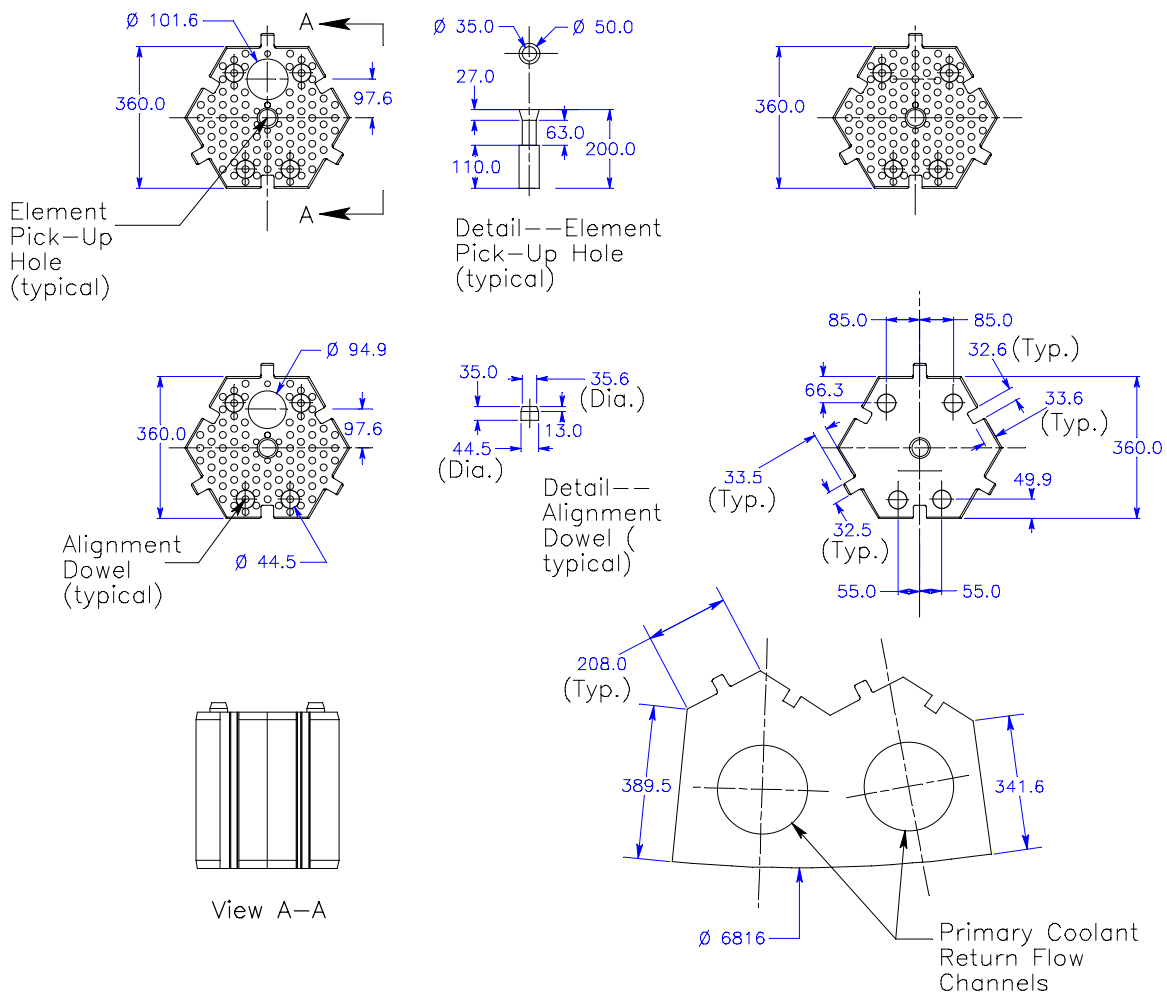 Ø 101.6
A
360.0
97.6
A
Element
Pick-Up
Hole
(typical)
Ø 35.0
Ø 50.0
27.0
63.0
200.0
110.0
Detail--Element
Pick-Up Hole
(typical)
360.0
Ø 94.9
360.0
97.6
Alignment
Dowel
(typical)
Ø 44.5
35.0
35.6
(Dia.)
13.0
44.5
(Dia.)
Detail--
Alignment
Dowel (
typical)
85.0
85.0
32.6 (Typ.)
66.3
33.6
(Typ.)
360.0
33.5
(Typ.)
49.9
32.5
(Typ.)
55.0
55.0
208.0
(Typ.)
389.5
341.6
Ø 6816
Primary Coolant
Return Flow
Channels
View A-A